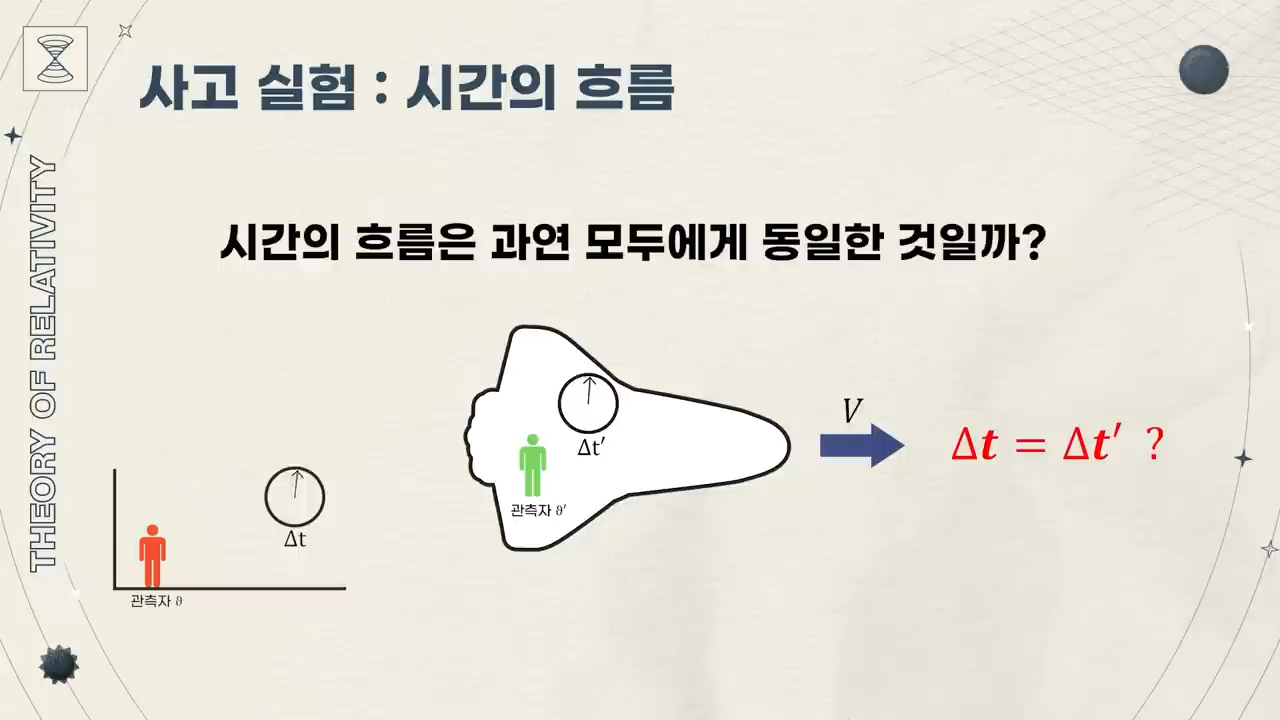 사고 실험 : 시간의 흐름
THEORY OF RELATIVITY
시간의 흐름은 과연 모두에게 동일한 것일까?
Δt′
관측자 ϑ′
V
Δt = Δt′ ?
Δt
관측자 ϑ